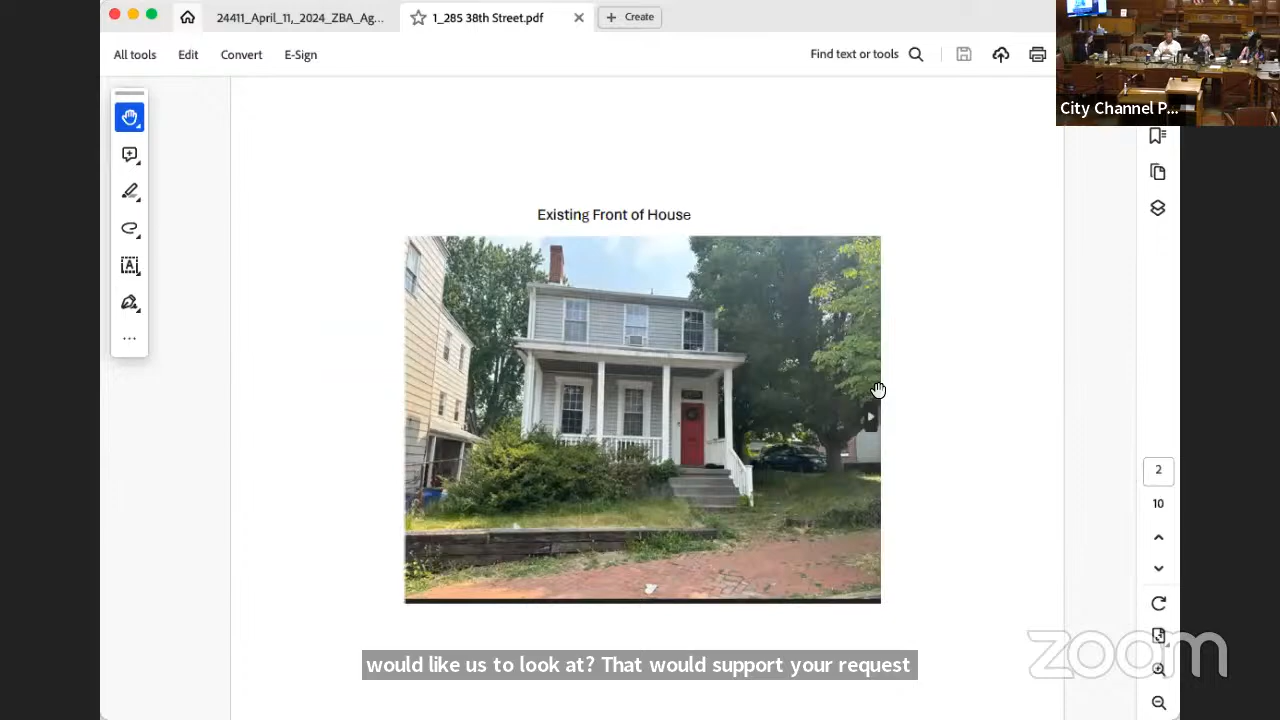 24411_April_11,_2024_ZBA_Ag...
1_285 38th Street.pdf
Create
All tools
Edit
Convert
E-Sign
Find text or tools
City Channel P...
Existing Front of House
2
10
would like us to look at? That would support your request
zoom